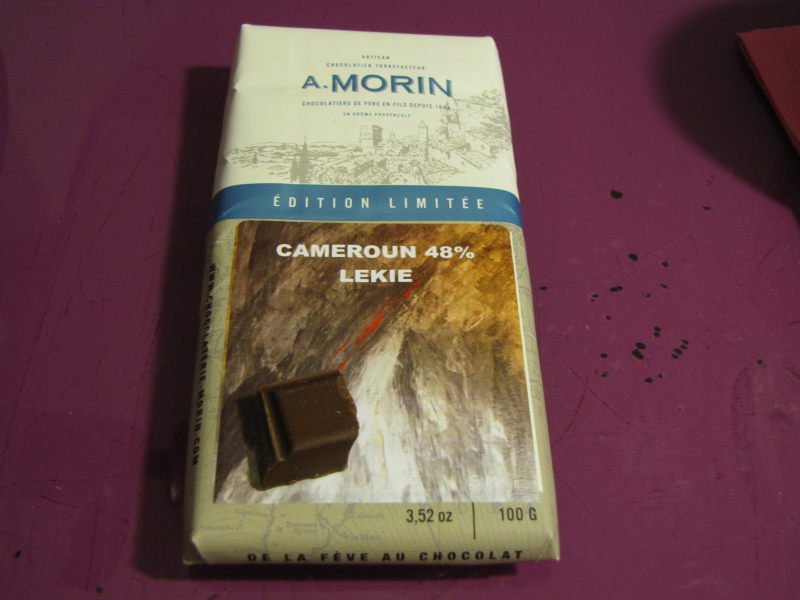 ARTISAN
CHOCOLATIER TORRÉFACTEUR
A. MORIN
CHOCOLATIERS DE PÈRE EN FILS DEPUIS
EN DRÔME PROVENÇALE
ÉDITION LIMITÉE
CAMEROUN 48%
LEKIE
WWW.CHOCOLATERIE-MORIN.COM
3,52 oz | 100 G
DE LA FÈVE AU CHOCOLAT